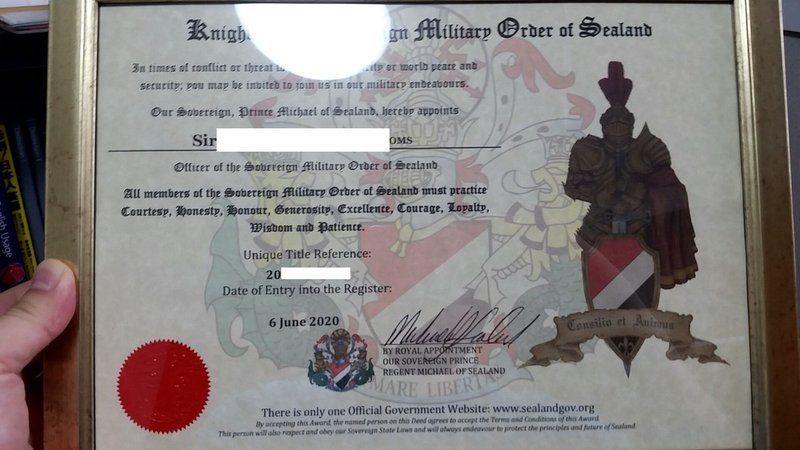 gn Military Order of Sealand
In times of conflict or threat to rity or world peace and
security; you may be invited to join us in our military endeavours.
Our Sovereign, Prince Michael of Sealand, hereby appoints
Sir OMS
Officer of the Sovereign Military Order of Sealand
All members of the Sovereign Military Order of Sealand must practice
Courtesy, Honesty, Honour, Generosity, Excellence, Courage, Loyalty,
Wisdom and Patience.
Unique Title Reference:
20
Date of Entry into the Register:
6 June 2020
BY ROYAL APPOINTMENT
OUR SOVEREIGN PRINCE
REGENT MICHAEL OF SEALAND
MARE LIBERTA
Consilio et Animus
There is only one Official Government Website: www.sealandgov.org
By accepting this Award, the named person on this Deed agrees to accept the Terms and Conditions of this Award.
This person will also respect and obey our Sovereign State Laws and will always endeavour to protect the principles and future of Sealand
English Usage